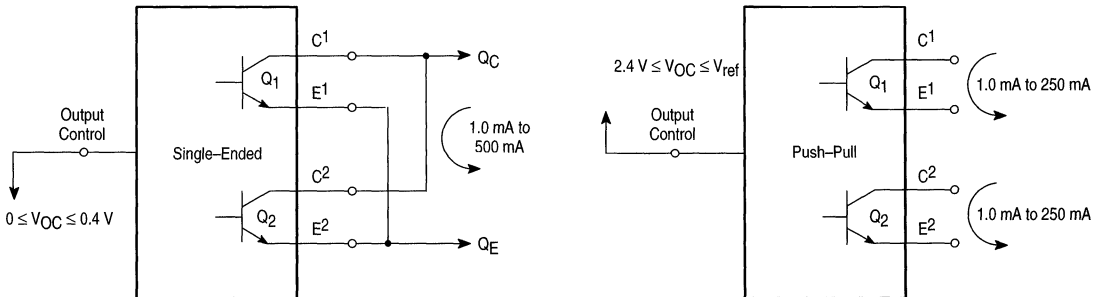 C1
QC
Q1
E1
Output
Control
1.0 mA to
500 mA
Single–Ended
C2
0 ≤ VOC ≤ 0.4 V
Q2
E2
QE
C1
2.4 V ≤ VOC ≤ Vref
Q1
1.0 mA to 250 mA
E1
Output
Control
Push–Pull
C2
Q2
1.0 mA to 250 mA
E2